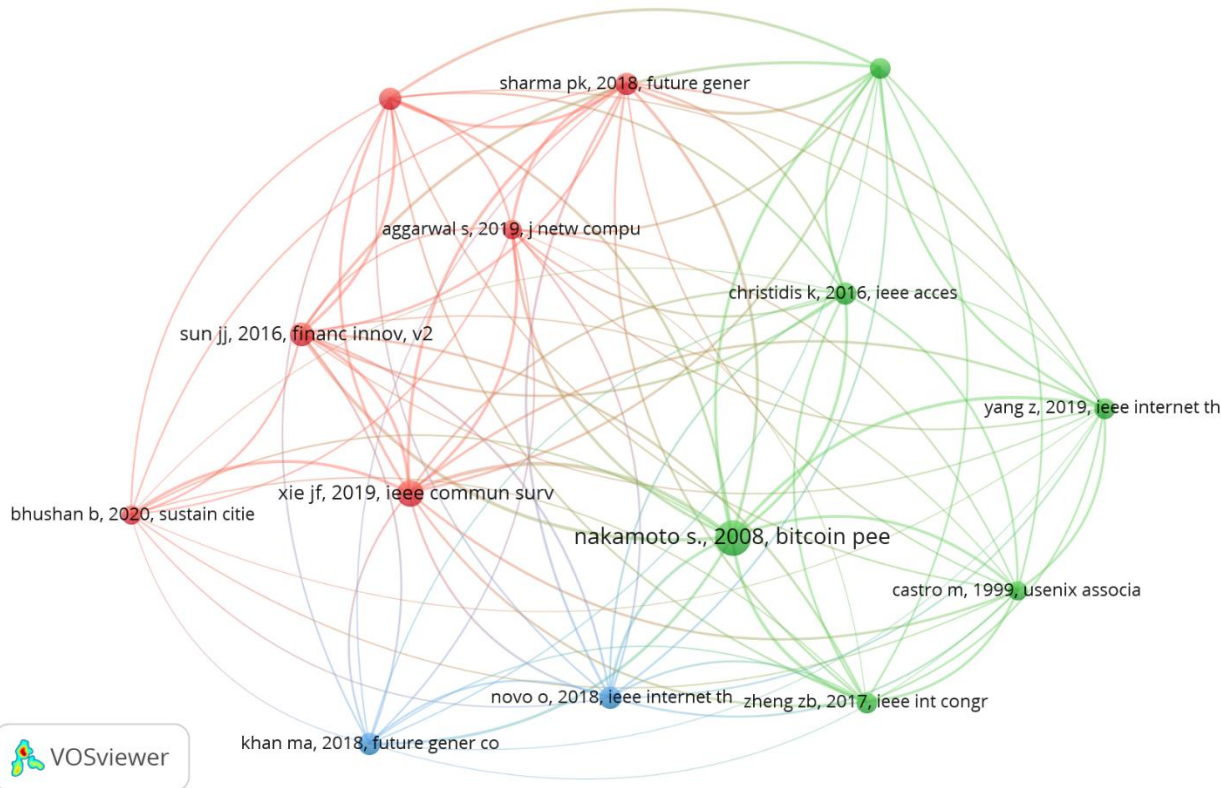 sharma pk, 2018, future gener
aggarwal s, 2019, j netw compu
christidis k, 2016, ieee acces
sun jj, 2016, financ innov, v2
yang z, 2019, ieee internet th
xie jf, 2019, ieee commun surv
bhushan b, 2020, sustain citie
nakamoto s., 2008, bitcoin pee
castro m, 1999, usenix associa
novo o, 2018, ieee internet th
zheng zb, 2017, ieee int congr
khan ma, 2018, future gener co
VOSviewer